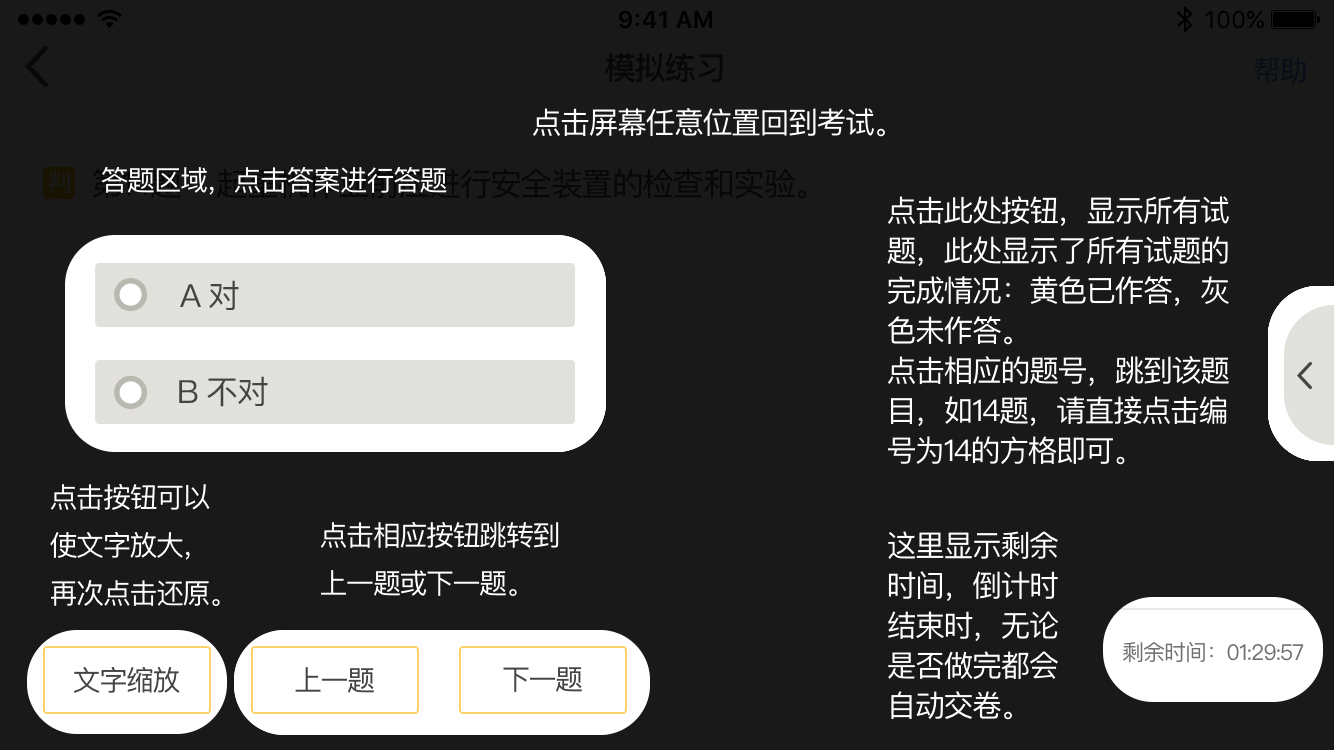 9:41 AM
100%
模拟练习
帮助
点击屏幕任意位置回到考试。
答题区域，点击答案进行答题
判
进行安全装置的检查和实验。
A 对
B 不对
点击此处按钮，显示所有试
题，此处显示了所有试题的
完成情况：黄色已作答，灰
色未作答。
点击相应的题号，跳到该题
目，如14题，请直接点击编
号为14的方格即可。
点击按钮可以
使文字放大，
再次点击还原。
点击相应按钮跳转到
上一题或下一题。
这里显示剩余
时间，倒计时
结束时，无论
是否做完都会
自动交卷。
文字缩放
上一题
下一题
剩余时间：01:29:57